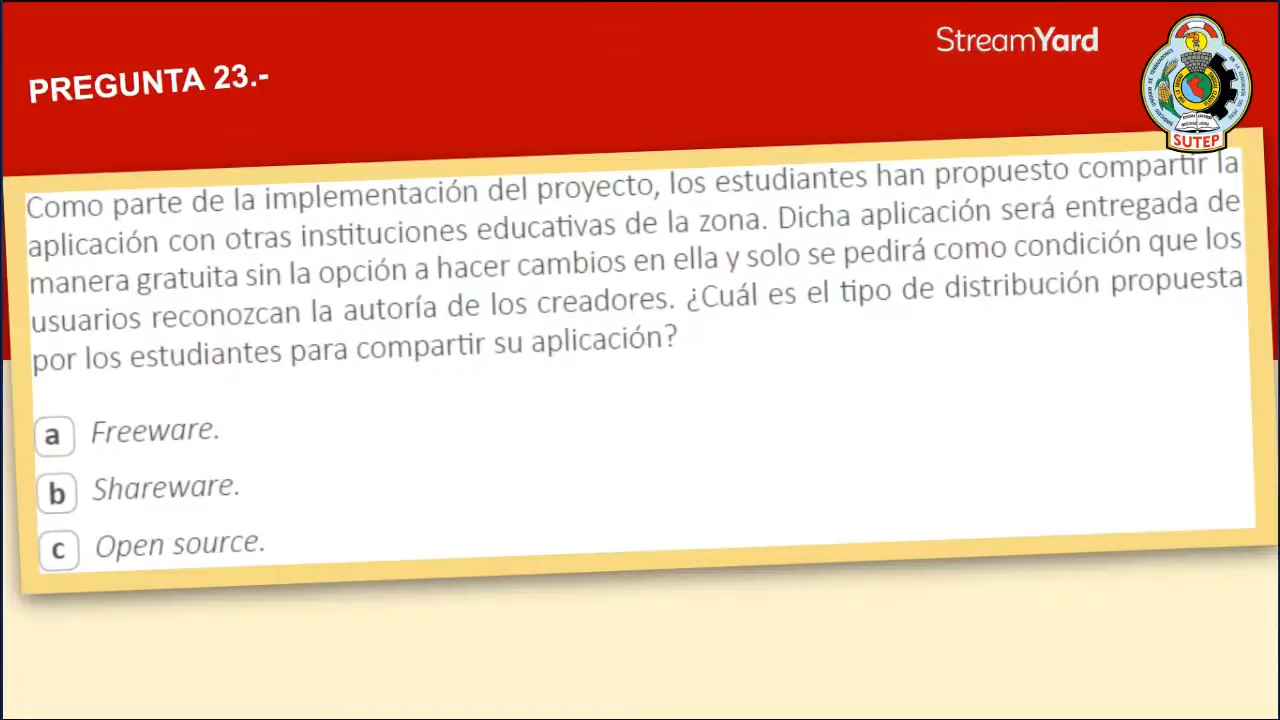 StreamYard
PREGUNTA 23.-
SUTEP
Como parte de la implementación del proyecto, los estudiantes han propuesto compartir la
aplicación con otras instituciones educativas de la zona. Dicha aplicación será entregada de
manera gratuita sin la opción a hacer cambios en ella y solo se pedirá como condición que los
usuarios reconozcan la autoría de los creadores. ¿Cuál es el tipo de distribución propuesta
por los estudiantes para compartir su aplicación?
a Freeware.
b Shareware.
c Open source.